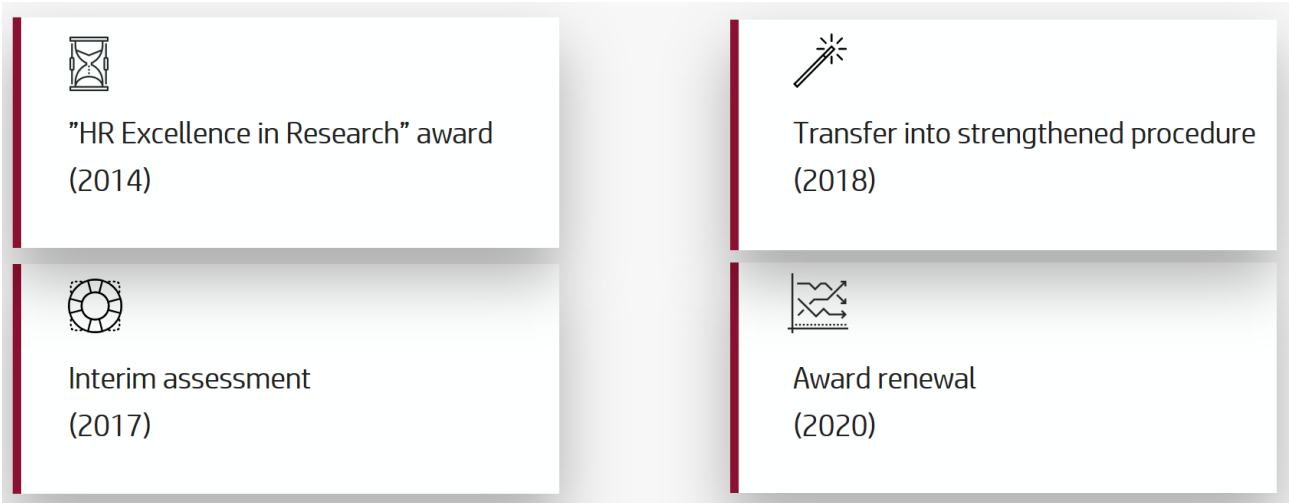 ”HR Excellence in Research” award
(2014)
Transfer into strengthened procedure
(2018)
Interim assessment
(2017)
Award renewal
(2020)